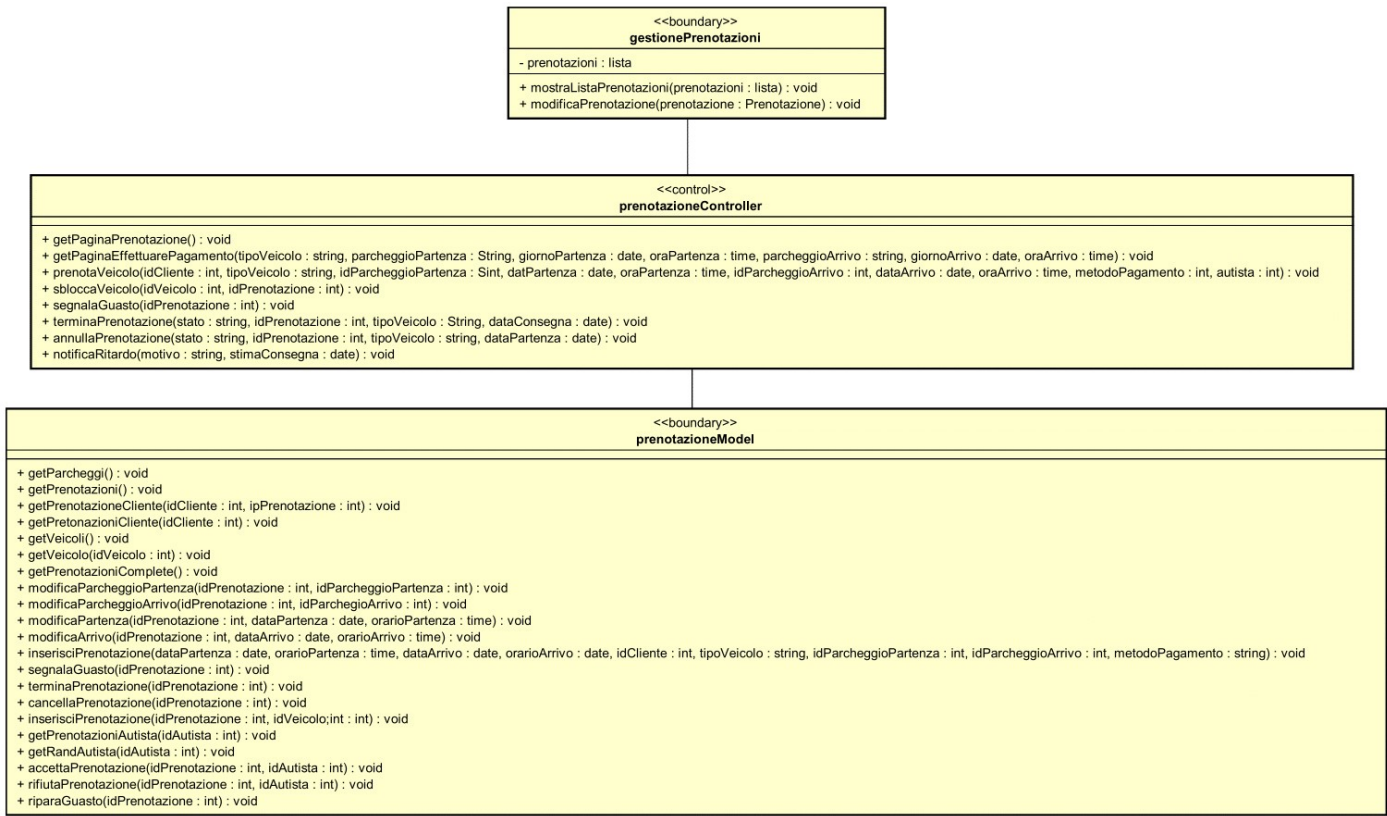 <<boundary>>
gestionePrenotazioni
- prenotazioni : lista
+ mostraListaPrenotazioni(prenotazioni : lista) : void
+ modificaPrenotazione(prenotazione : Prenotazione) : void
<<control>>
prenotazioneController
+ getPaginaPrenotazione() : void
+ getPaginaEffettuarePagamento(tipoVeicolo : string, parcheggioPartenza : String, giornoPartenza : date, oraPartenza : time, parcheggioArrivo : string, giornoArrivo : date, oraArrivo : time) : void
+ prenotaVeicolo(idCliente : int, tipoVeicolo : string, idParcheggioPartenza : Sint, datPartenza : date, oraPartenza : time, idParcheggioArrivo : int, dataArrivo : date, oraArrivo : time, metodoPagamento : int, autista : int) : void
+ sbloccaVeicolo(idVeicolo : int, idPrenotazione : int) : void
+ segnalaGuasto(idPrenotazione : int) : void
+ terminaPrenotazione(stato : string, idPrenotazione : int, tipoVeicolo : String, dataConsegna : date) : void
+ annullaPrenotazione(stato : string, idPrenotazione : int, tipoVeicolo : string, dataPartenza : date) : void
+ notificaRitardo(motivo : string, stimaConsegna : date) : void
<<boundary>>
prenotazioneModel
+ getParcheggi() : void
+ getPrenotazioni() : void
+ getPrenotazioneCliente(idCliente : int, ipPrenotazione : int) : void
+ getPretonazioniCliente(idCliente : int) : void
+ getVeicoli() : void
+ getVeicolo(idVeicolo : int) : void
+ getPrenotazioniComplete() : void
+ modificaParcheggioPartenza(idPrenotazione : int, idParcheggioPartenza : int) : void
+ modificaParcheggioArrivo(idPrenotazione : int, idParchegioArrivo : int) : void
+ modificaPartenza(idPrenotazione : int, dataPartenza : date, orarioPartenza : time) : void
+ modificaArrivo(idPrenotazione : int, dataArrivo : date, orarioArrivo : time) : void
+ inserisciPrenotazione(dataPartenza : date, orarioPartenza : time, dataArrivo : date, orarioArrivo : date, idCliente : int, tipoVeicolo : string, idParcheggioPartenza : int, idParcheggioArrivo : int, metodoPagamento : string) : void
+ segnalaGuasto(idPrenotazione : int) : void
+ terminaPrenotazione(idPrenotazione : int) : void
+ cancellaPrenotazione(idPrenotazione : int) : void
+ inserisciPrenotazione(idPrenotazione : int, idVeicolo;int : int) : void
+ getPrenotazioniAutista(idAutista : int) : void
+ getRandAutista(idAutista : int) : void
+ accettaPrenotazione(idPrenotazione : int, idAutista : int) : void
+ rifiutaPrenotazione(idPrenotazione : int, idAutista : int) : void
+ riparaGuasto(idPrenotazione : int) : void